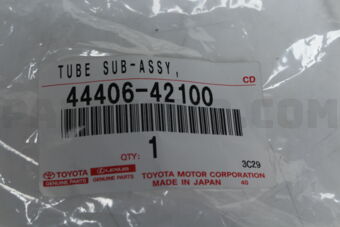 TUBE SUB-ASSY,
CD
44406-42100
QTY: 1
3C29
TOYOTA LEXUS TOYOTA MOTOR CORPORATION
GENUINE PARTS GENUINE PARTS MADE IN JAPAN 40